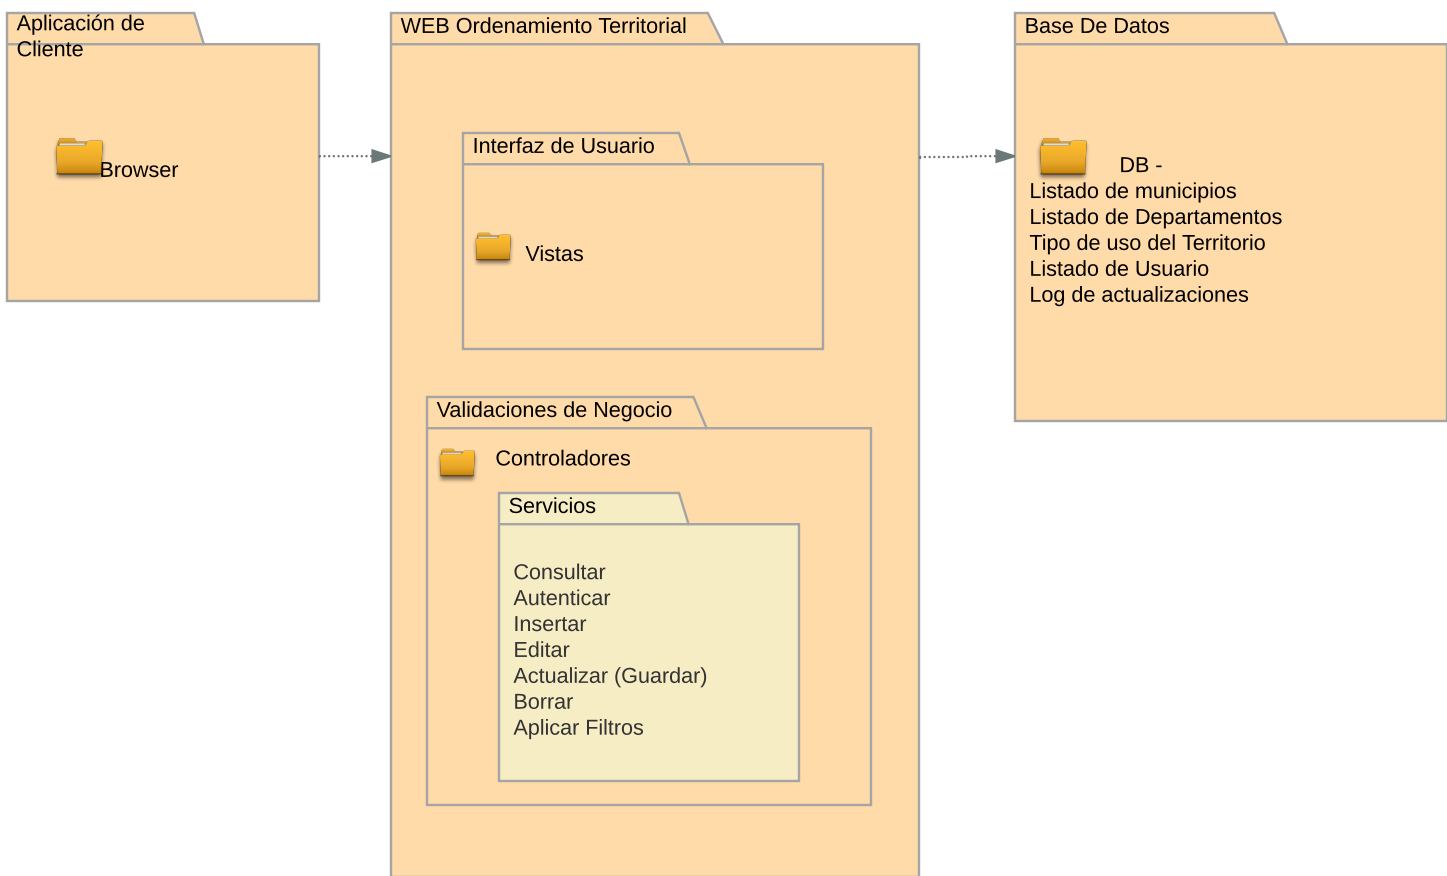 Aplicación de
Cliente
Browser
WEB Ordenamiento Territorial
Interfaz de Usuario
Vistas
Validaciones de Negocio
Controladores
Servicios
Consultar
Autenticar
Insertar
Editar
Actualizar (Guardar)
Borrar
Aplicar Filtros
Base De Datos
DB -
Listado de municipios
Listado de Departamentos
Tipo de uso del Territorio
Listado de Usuario
Log de actualizaciones